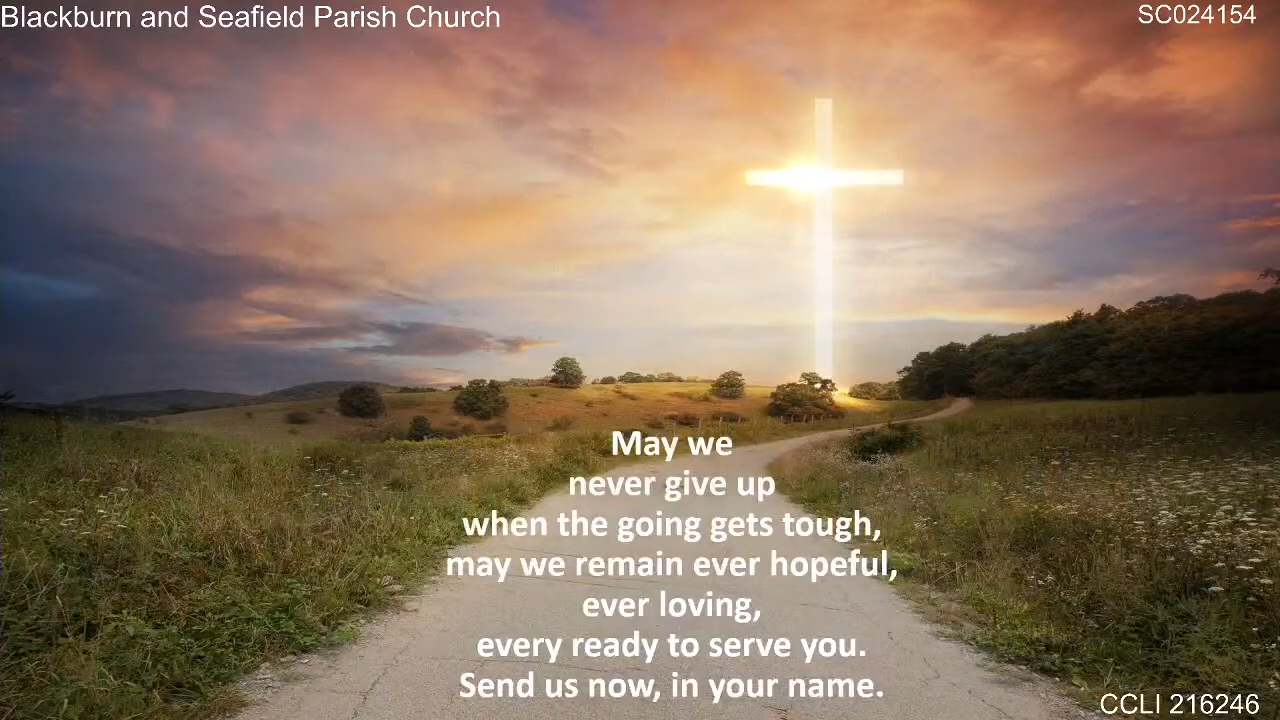 Blackburn and Seafield Parish Church
SC024154
May we
never give up
when the going gets tough,
may we remain ever hopeful,
ever loving,
every ready to serve you.
Send us now, in your name.
CCLI 216246